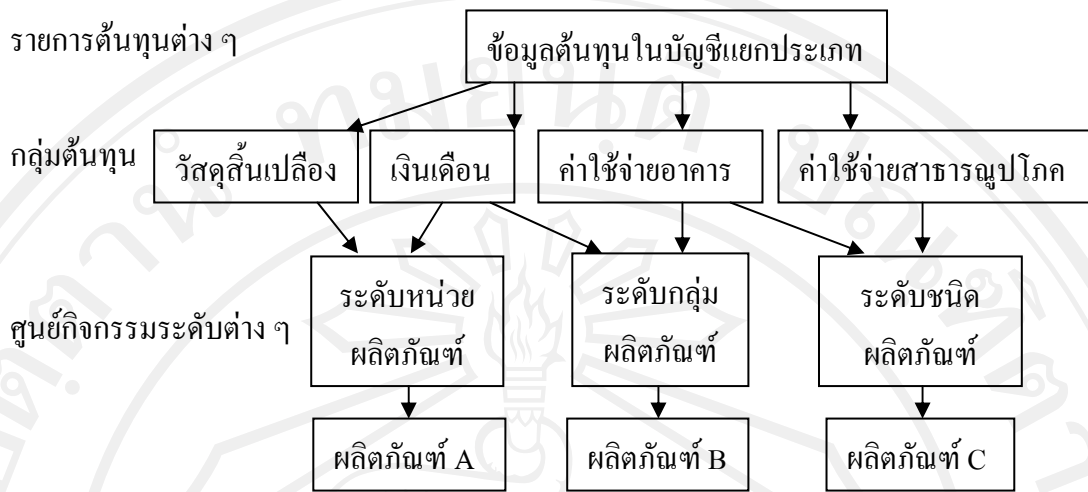 รายการต้นทุนต่าง ๆ
ข้อมูลต้นทุนในบัญชีแยกประเภท
กลุ่มต้นทุน
วัสดุสิ้นเปลือง
เงินเดือน
ค่าใช้จ่ายอาคาร
ค่าใช้จ่ายสาธารณูปโภค
ศูนย์กิจกรรมระดับต่าง ๆ
ระดับหน่วย
ผลิตภัณฑ์
ระดับกลุ่ม
ผลิตภัณฑ์
ระดับชนิด
ผลิตภัณฑ์
ผลิตภัณฑ์ A
ผลิตภัณฑ์ B
ผลิตภัณฑ์ C